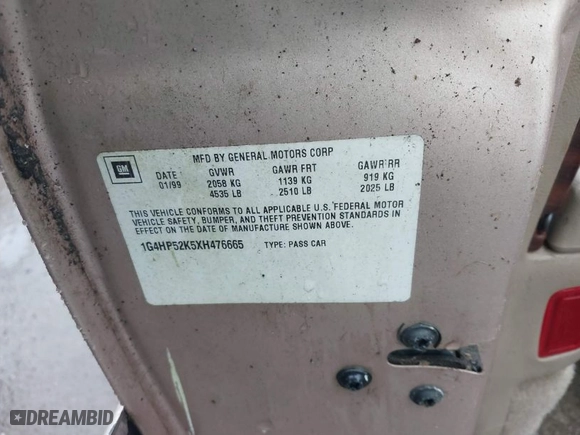 GM
MFD BY GENERAL MOTORS CORP
DATE GVWR GAWR FRT GAWR RR
01/99 2058 KG 1139 KG 919 KG
4535 LB 2510 LB 2025 LB
THIS VEHICLE CONFORMS TO ALL APPLICABLE U.S. FEDERAL MOTOR
VEHICLE SAFETY, BUMPER, AND THEFT PREVENTION STANDARDS IN
EFFECT ON THE DATE OF MANUFACTURE SHOWN ABOVE.
1G4HP52K5XH476665 TYPE: PASS CAR
DREAMBID